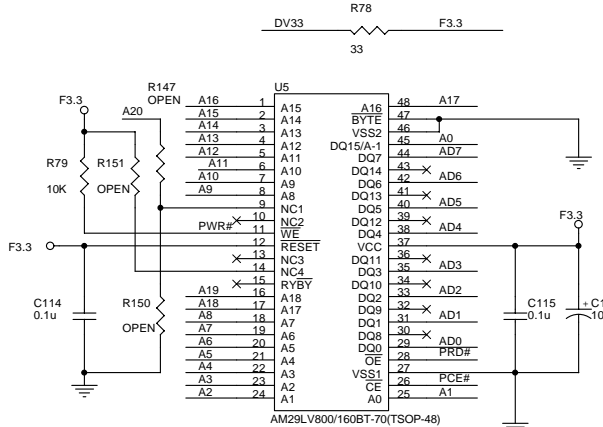 R78
DV33 F3.3
33
U5
R147
OPEN
A20
F3.3
R79
10K
R151
OPEN
F3.3
C114
0.1u
R150
OPEN
PWR#
A16 1 A15
A15 2 A14
A14 3 A13
A13 4 A12
A12 5 A11
A11 6 A10
A10 7 A9
A9 8 A8
9 NC1
10 NC2
11 WE
12 RESET
13 NC3
14 NC4
15 RYBY
A19 16 A18
A18 17 A17
A8 18 A7
A7 19 A6
A6 20 A5
A5 21 A4
A4 22 A3
A3 23 A2
A2 24 A1
A16 48 A17
BYTE 47
VSS2 46
DQ15/A-1 45 A0
DQ7 44 AD7
DQ14 43
DQ6 42 AD6
DQ13 41
DQ5 40 AD5
DQ12 39
DQ4 38 AD4
VCC 37
DQ11 36
DQ3 35 AD3
DQ10 34
DQ2 33 AD2
DQ9 32
DQ1 31 AD1
DQ8 30
DQ0 29 AD0
OE 28 PRD#
VSS1 27
CE 26 PCE#
A0 25 A1
F3.3
C115
0.1u
+
AM29LV800/160BT-70(TSOP-48)